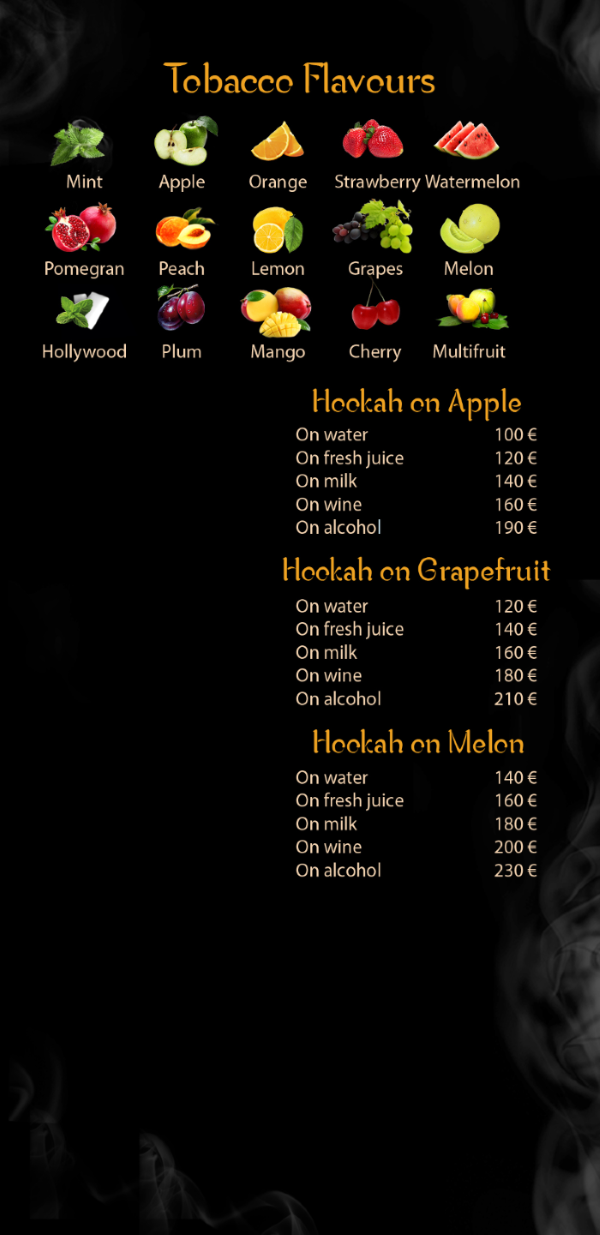 Tobacco Flavours
Mint Apple Orange Strawberry Watermelon
Pomegran Peach Lemon Grapes Melon
Hollywood Plum Mango Cherry Multifruit
Hookah on Apple
On water 100 €
On fresh juice 120 €
On milk 140 €
On wine 160 €
On alcohol 190 €
Hookah on Grapefruit
On water 120 €
On fresh juice 140 €
On milk 160 €
On wine 180 €
On alcohol 210 €
Hookah on Melon
On water 140 €
On fresh juice 160 €
On milk 180 €
On wine 200 €
On alcohol 230 €